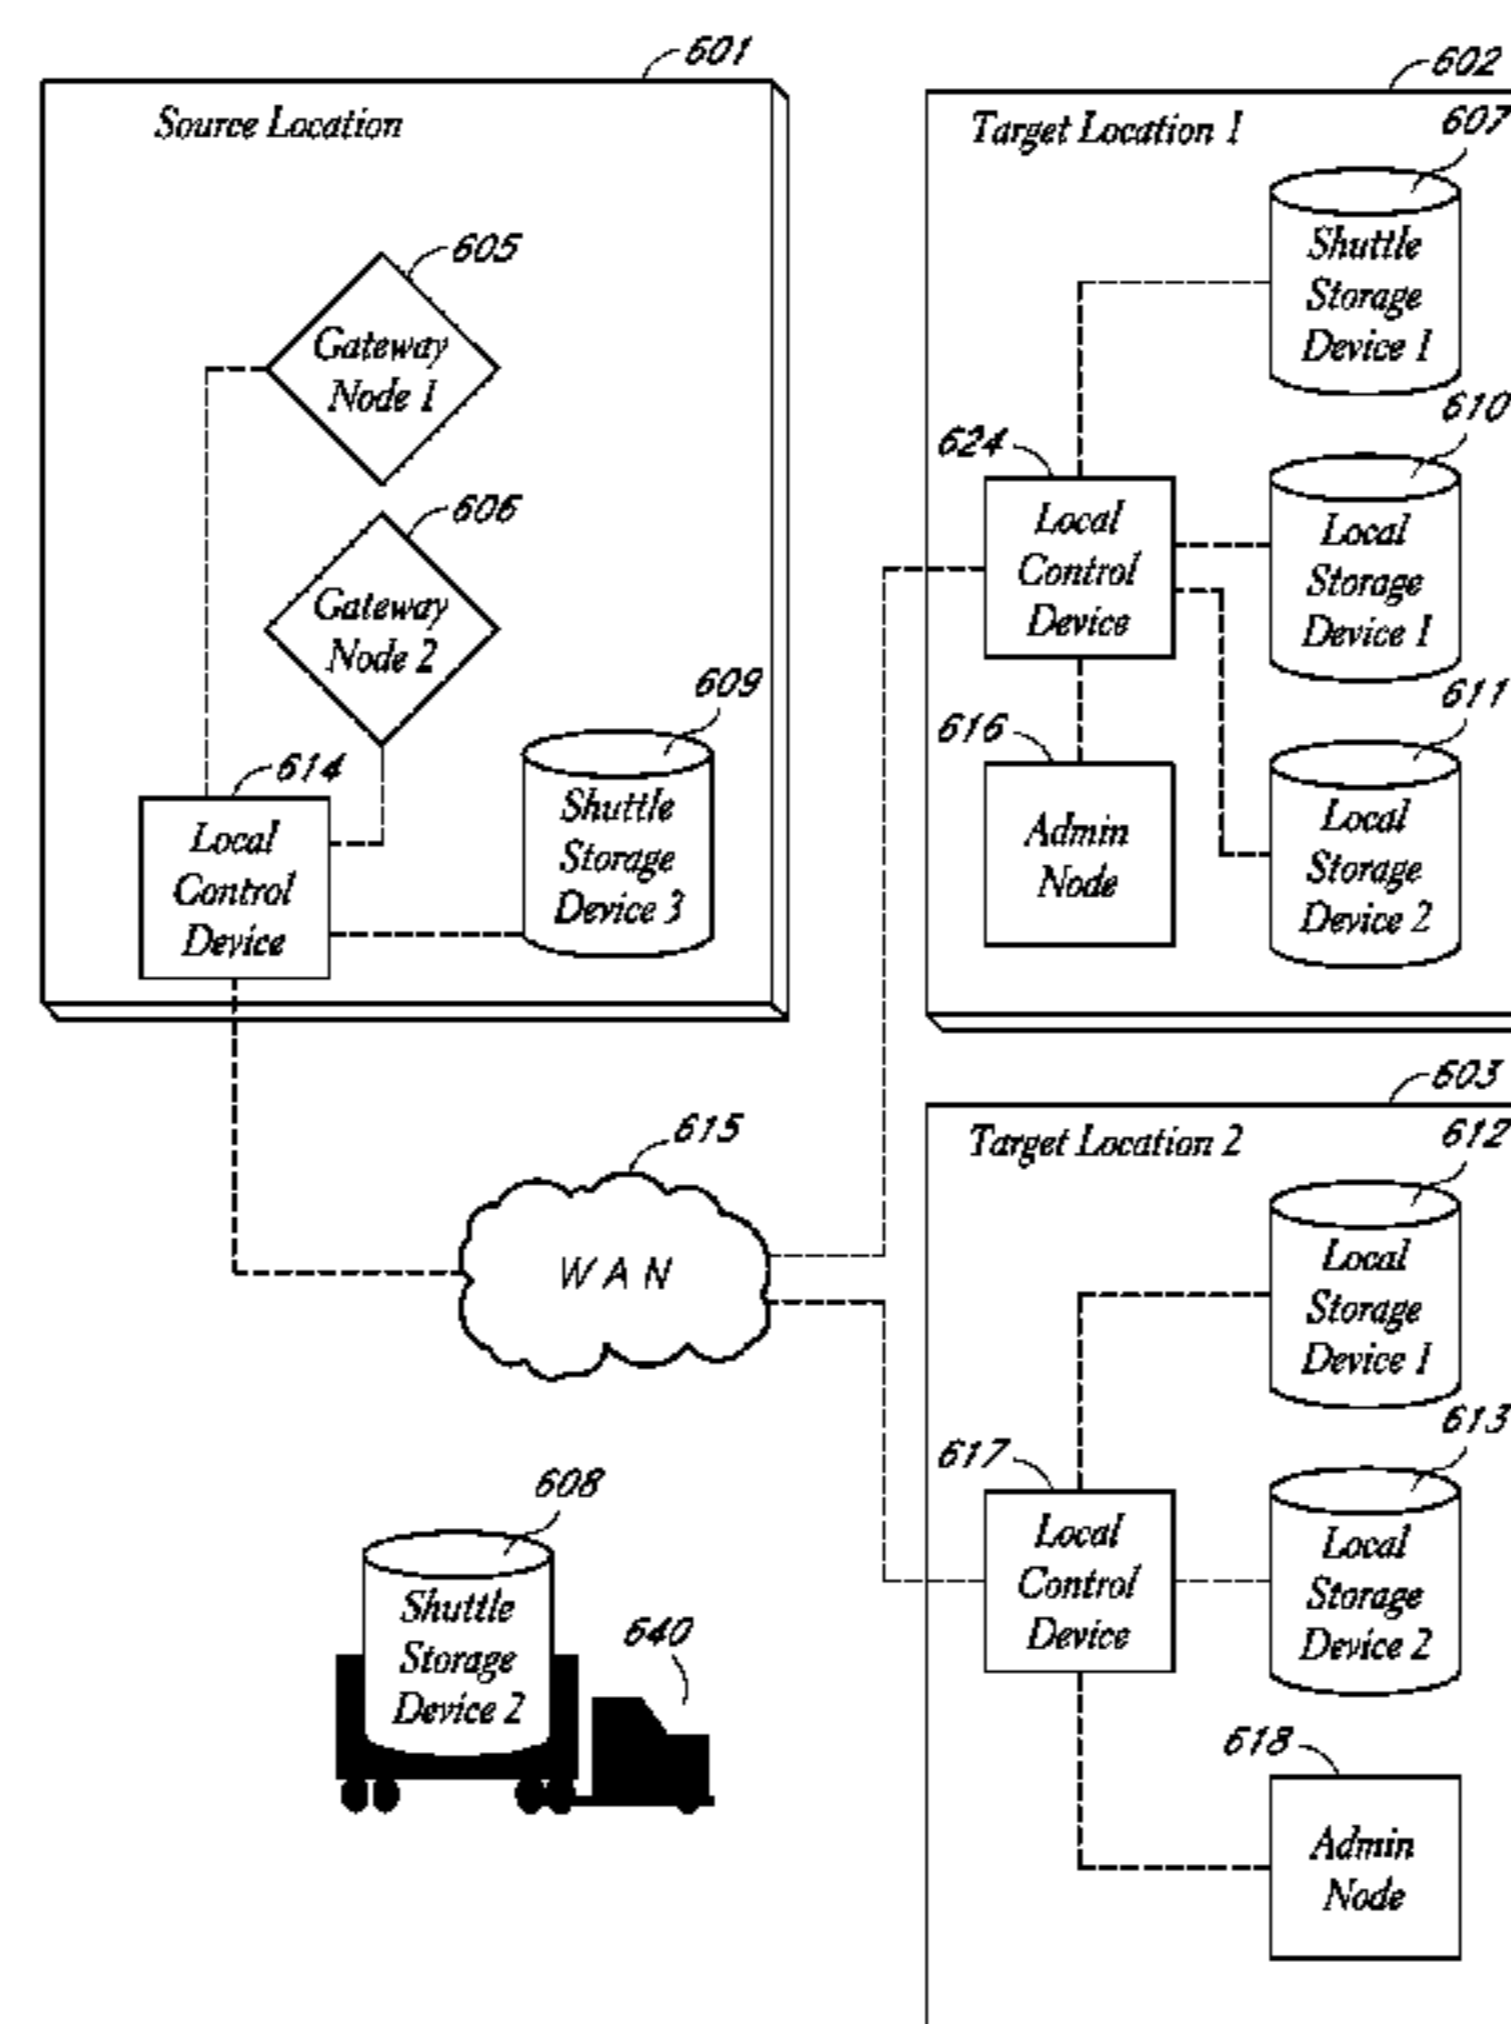 601
Source Location
605
Gateway
Node 1
606
Gateway
Node 2
609
Shuttle
Storage
Device 3
614
Local
Control
Device
602
Target Location 1
607
Shuttle
Storage
Device 1
624
Local
Control
Device
610
Local
Storage
Device 1
616
Admin
Node
611
Local
Storage
Device 2
615
WAN
603
Target Location 2
612
Local
Storage
Device 1
617
Local
Control
Device
613
Local
Storage
Device 2
618
Admin
Node
608
Shuttle
Storage
Device 2
640